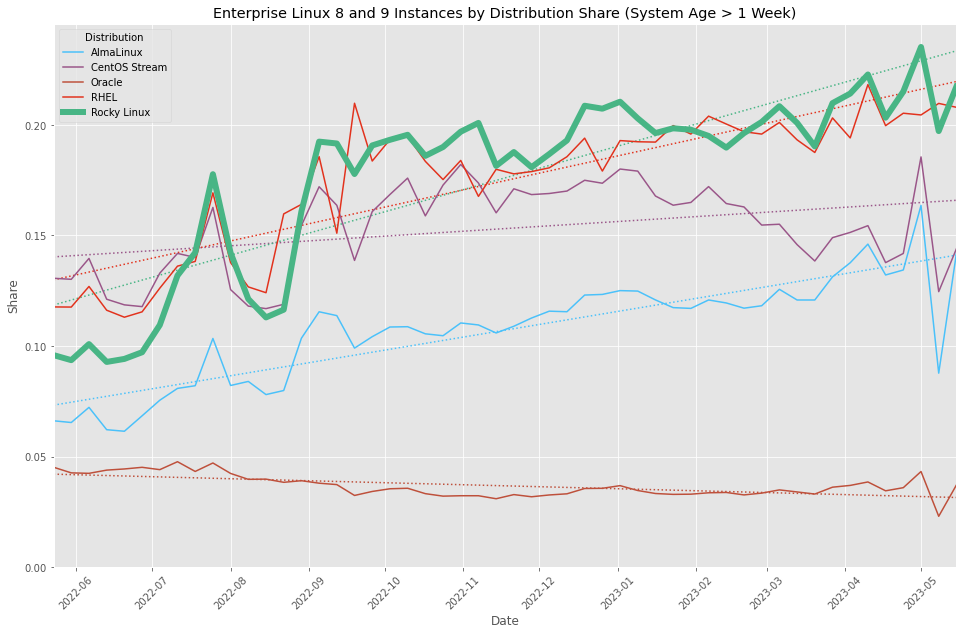 Enterprise Linux 8 and 9 Instances by Distribution Share (System Age > 1 Week)
Distribution
AlmaLinux
CentOS Stream
Oracle
RHEL
Rocky Linux
Share
0.20
0.15
0.10
0.05
0.00
2022-06
2022-07
2022-08
2022-09
2022-10
2022-11
2022-12
2023-01
2023-02
2023-03
2023-04
2023-05
Date